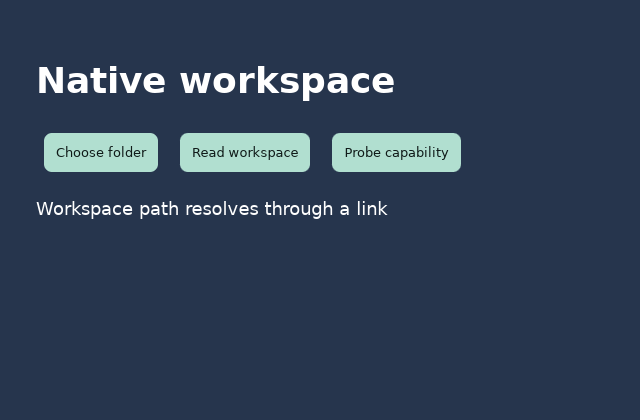 Native workspace
Choose folder Read workspace Probe capability
Workspace path resolves through a link